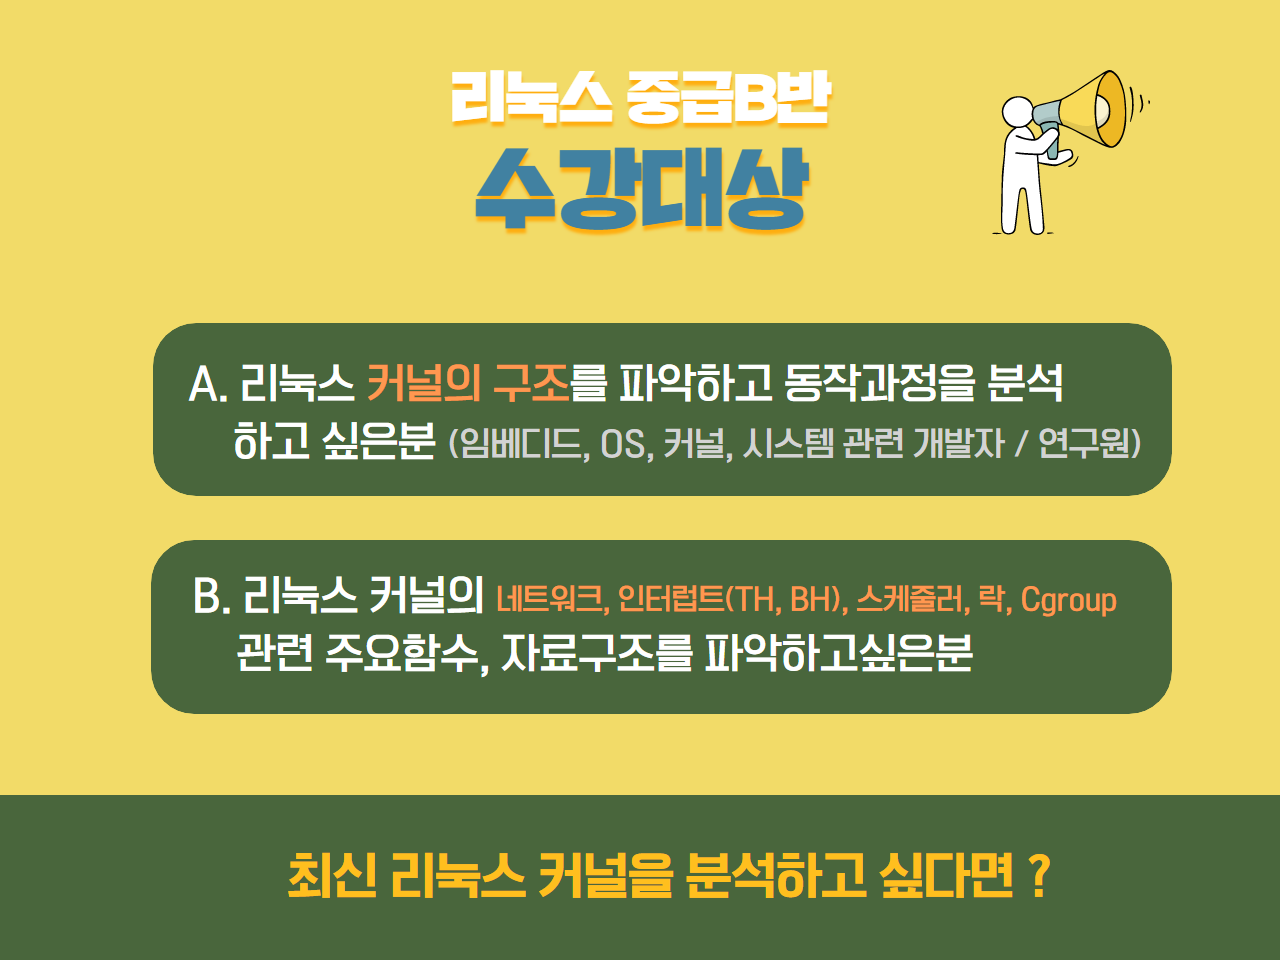 리눅스 중급B반
수강대상
A. 리눅스 커널의 구조를 파악하고 동작과정을 분석
하고 싶은분 (임베디드, OS, 커널, 시스템 관련 개발자 / 연구원)
B. 리눅스 커널의 네트워크, 인터럽트(TH, BH), 스케줄러, 락, Cgroup
관련 주요함수, 자료구조를 파악하고싶은분
최신 리눅스 커널을 분석하고 싶다면 ?